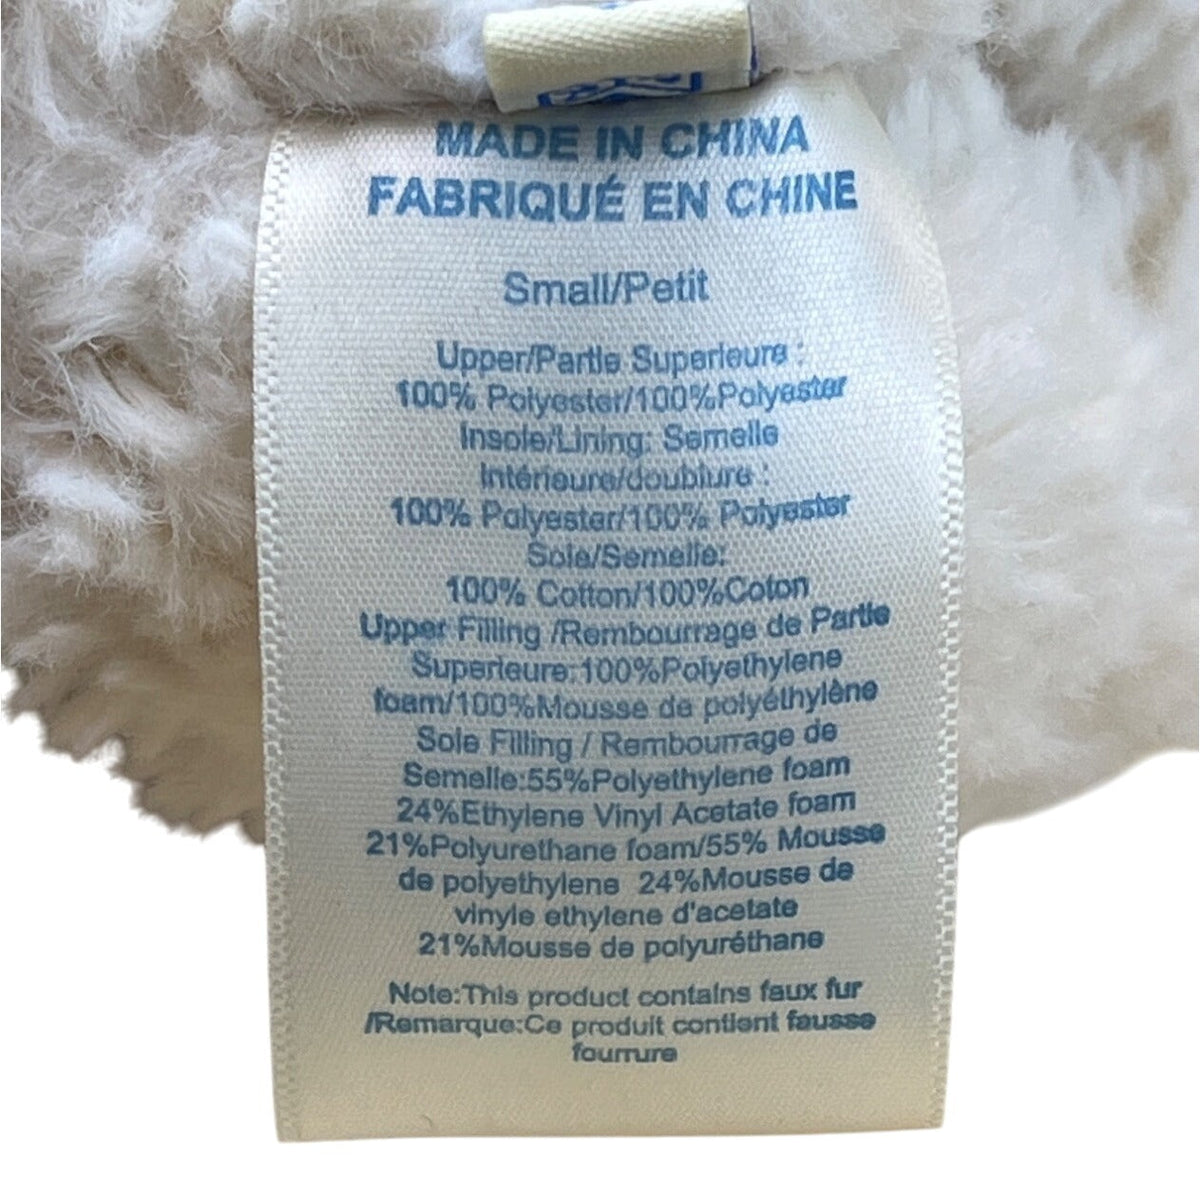 MADE IN CHINA
FABRIQUÉ EN CHINE
Small/Petit
Upper/Partie Superieure :
100% Polyester/100%Polyester
Insole/Lining: Semelle
Intérieure/doublure :
100% Polyester/100% Polyester
Sole/Semelle:
100% Cotton/100%Coton
Upper Filling /Rembourrage de Partie
Superieure:100%Polyethylene
foam/100%Mousse de polyéthylène
Sole Filling / Rembourrage de
Semelle:55%Polyethylene foam
24%Ethylene Vinyl Acetate foam
21%Polyurethane foam/55% Mousse
de polyethylene 24%Mousse de
vinyle ethylene d'acetate
21%Mousse de polyuréthane
Note:This product contains faux fur
/Remarque:Ce produit contient fausse
fourrure